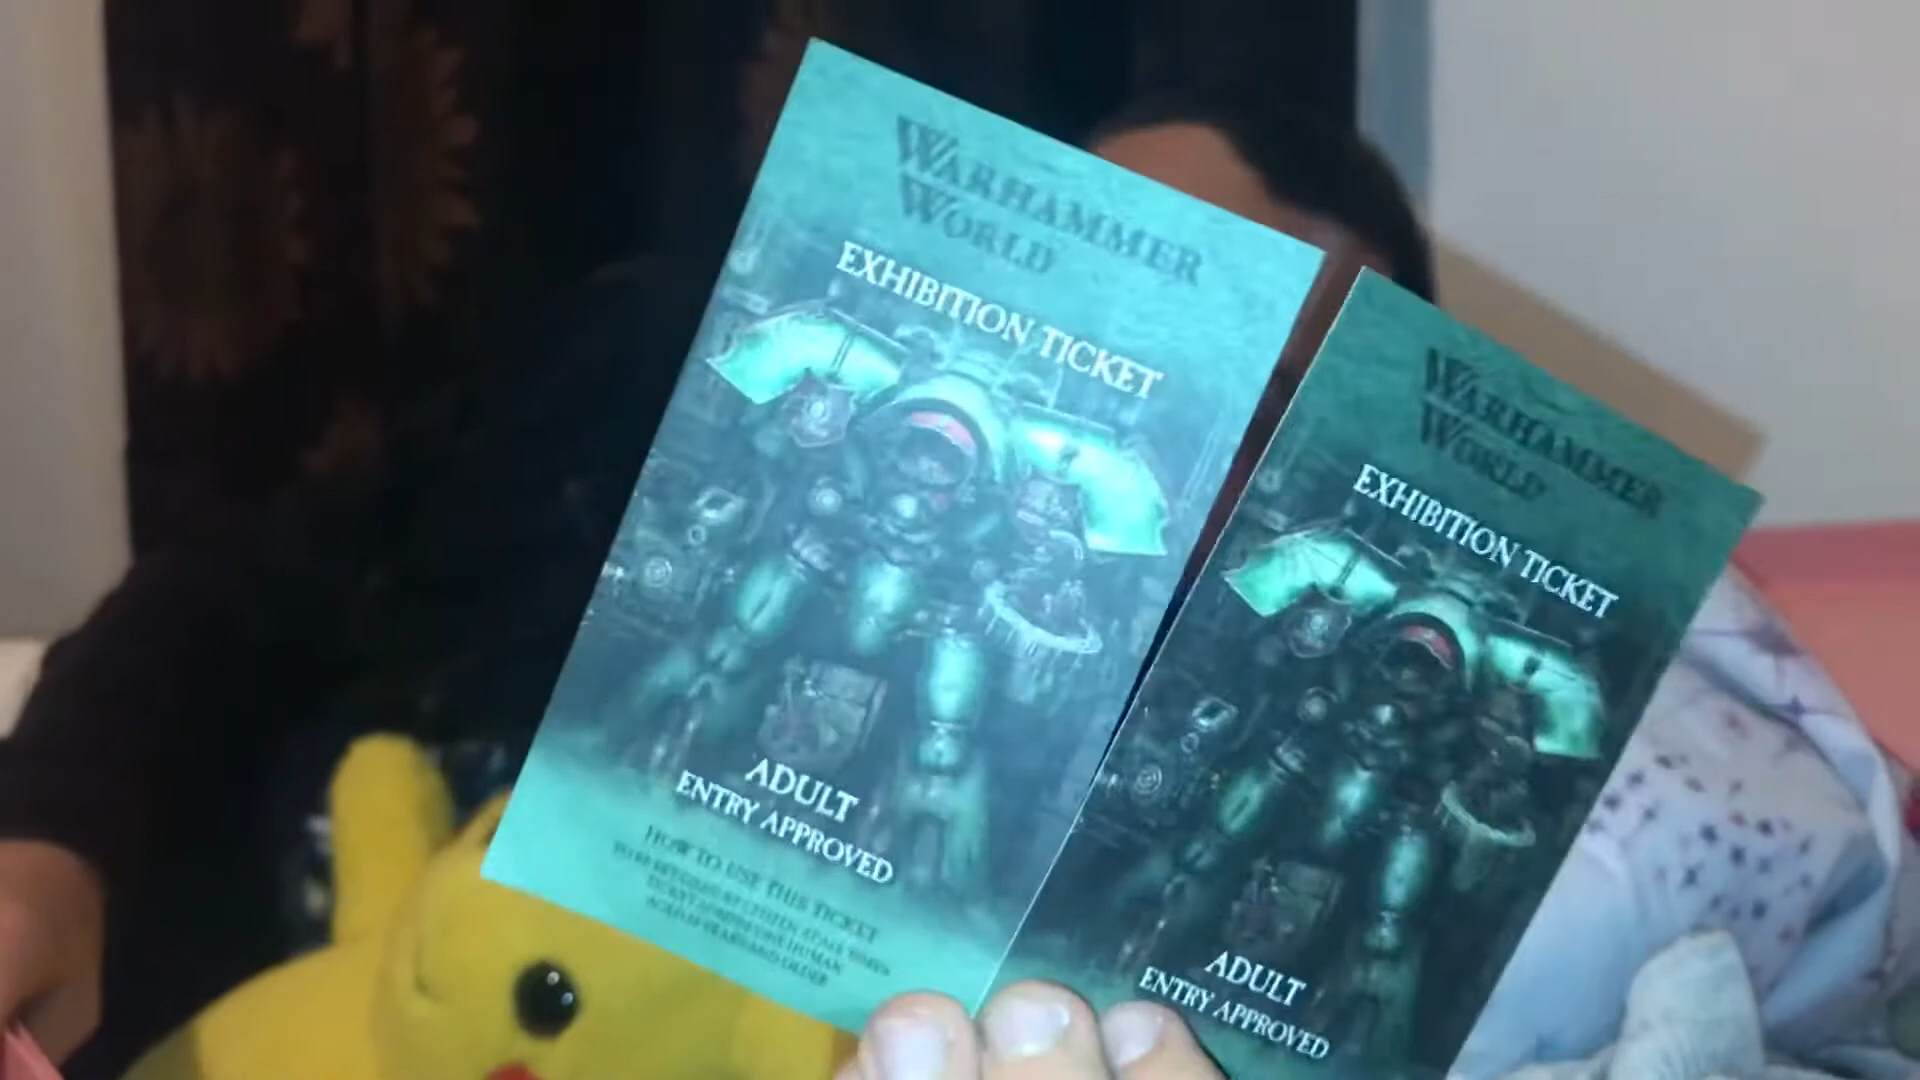 WARHAMMER
WORLD
EXHIBITION TICKET
ADULT
ENTRY APPROVED
HOW TO USE THIS TICKET
WARHAMMER
WORLD
EXHIBITION TICKET
ADULT
ENTRY APPROVED